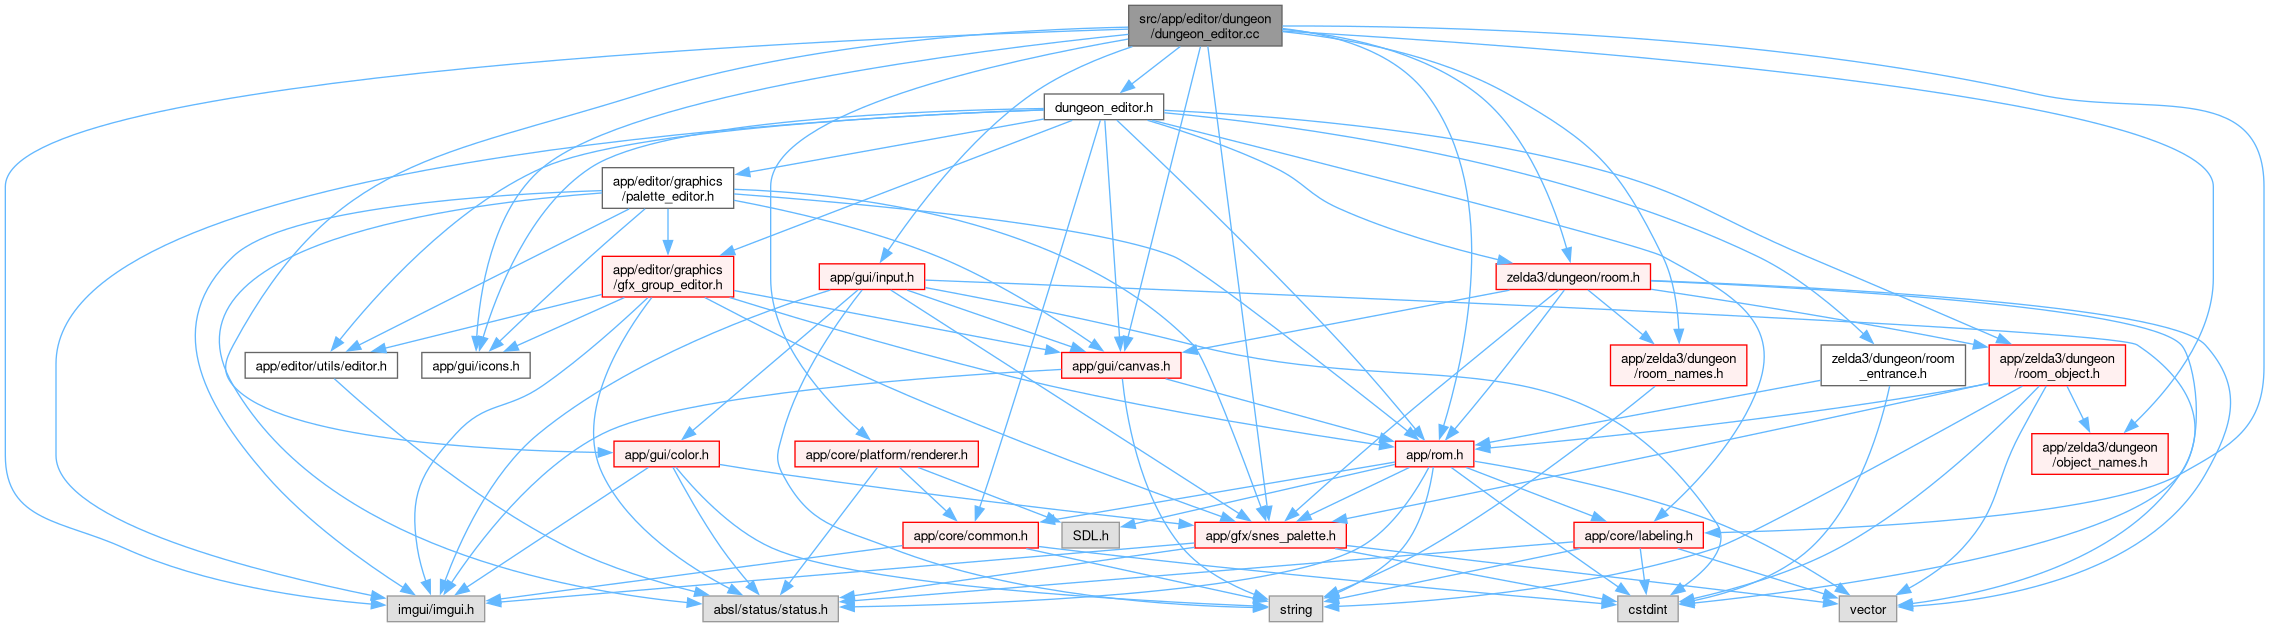 src/app/editor/dungeon
/dungeon_editor.cc
dungeon_editor.h
app/editor/graphics
/palette_editor.h
app/editor/graphics
/gfx_group_editor.h
app/gui/input.h
zelda3/dungeon/room.h
app/editor/utils/editor.h
app/gui/icons.h
app/gui/canvas.h
app/zelda3/dungeon
/room_names.h
zelda3/dungeon/room
_entrance.h
app/zelda3/dungeon
/room_object.h
app/gui/color.h
app/core/platform/renderer.h
app/rom.h
app/zelda3/dungeon
/object_names.h
app/core/common.h
SDL.h
app/gfx/snes_palette.h
app/core/labeling.h
imgui/imgui.h
absl/status/status.h
string
cstdint
vector